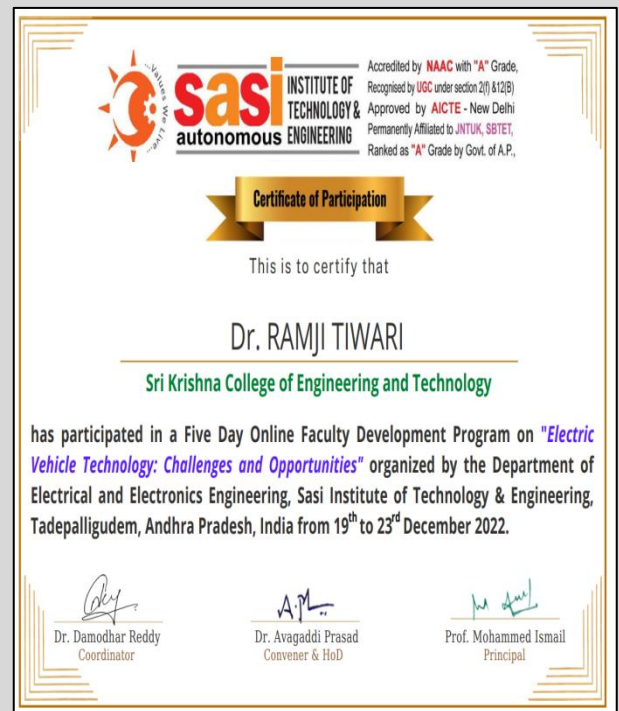 ...Values We Live...
sasi
autonomous
INSTITUTE OF
TECHNOLOGY &
ENGINEERING
Accredited by NAAC with "A" Grade,
Recognised by UGC under section 2(f) &12(B)
Approved by AICTE - New Delhi
Permanently Affiliated to JNTUK, SBTET,
Ranked as "A" Grade by Govt. of A.P.,
Certificate of Participation
This is to certify that
Dr. RAMJI TIWARI
Sri Krishna College of Engineering and Technology
has participated in a Five Day Online Faculty Development Program on "Electric
Vehicle Technology: Challenges and Opportunities" organized by the Department of
Electrical and Electronics Engineering, Sasi Institute of Technology & Engineering,
Tadepalligudem, Andhra Pradesh, India from 19th to 23rd December 2022.
Dr. Damodhar Reddy
Coordinator
Dr. Avagaddi Prasad
Convener & HoD
Prof. Mohammed Ismail
Principal